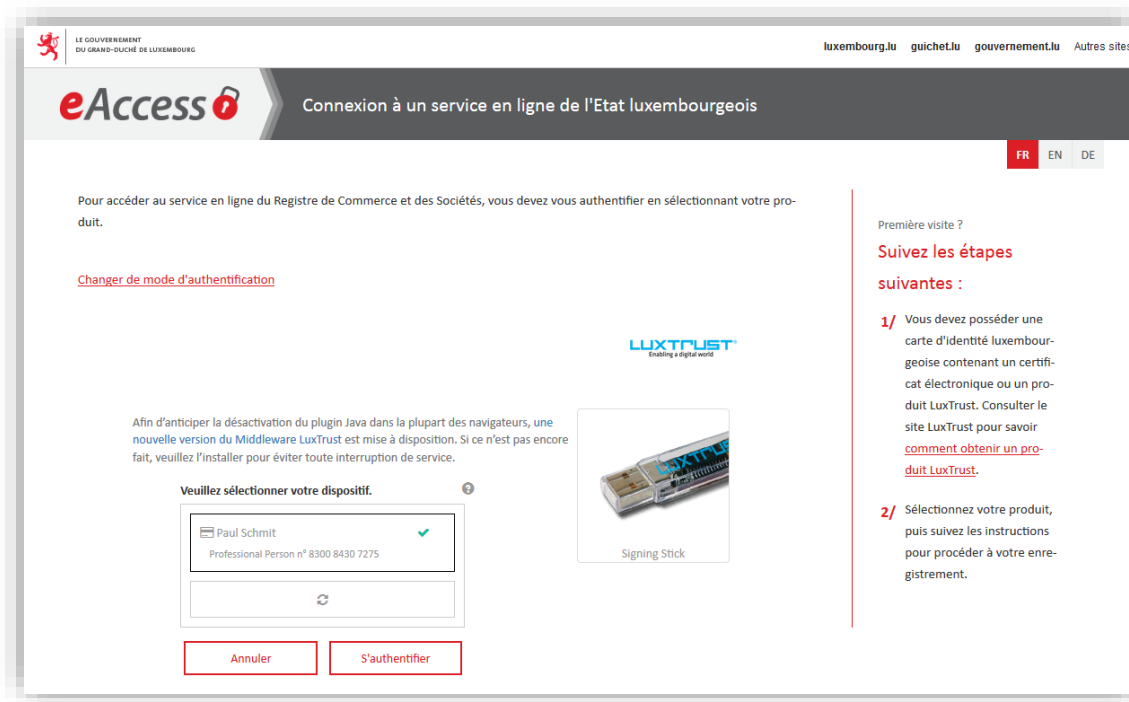 LE GOUVERNEMENT
DU GRAND-DUCHÉ DE LUXEMBOURG
luxembourg.lu guichet.lu gouvernement.lu Autres sites
eAccess
Connexion à un service en ligne de l'Etat luxembourgeois
FR EN DE
Pour accéder au service en ligne du Registre de Commerce et des Sociétés, vous devez vous authentifier en sélectionnant votre pro-
duit.
Changer de mode d'authentification
LUXTRUST
Enabling a digital world
Afin d’anticiper la désactivation du plugin Java dans la plupart des navigateurs, une
nouvelle version du Middleware LuxTrust est mise à disposition. Si ce n’est pas encore
fait, veuillez l’installer pour éviter toute interruption de service.
Veuillez sélectionner votre dispositif.
Paul Schmit
Professional Person n° 8300 8430 7275
Annuler
S'authentifier
LUXTRUST
Signing Stick
Première visite ?
Suivez les étapes
suivantes :
1/ Vous devez posséder une
carte d'identité luxembour-
geoise contenant un certifi-
cat électronique ou un pro-
duit LuxTrust. Consulter le
site LuxTrust pour savoir
comment obtenir un pro-
duit LuxTrust.
2/ Sélectionnez votre produit,
puis suivez les instructions
pour procéder à votre enre-
gistrement.